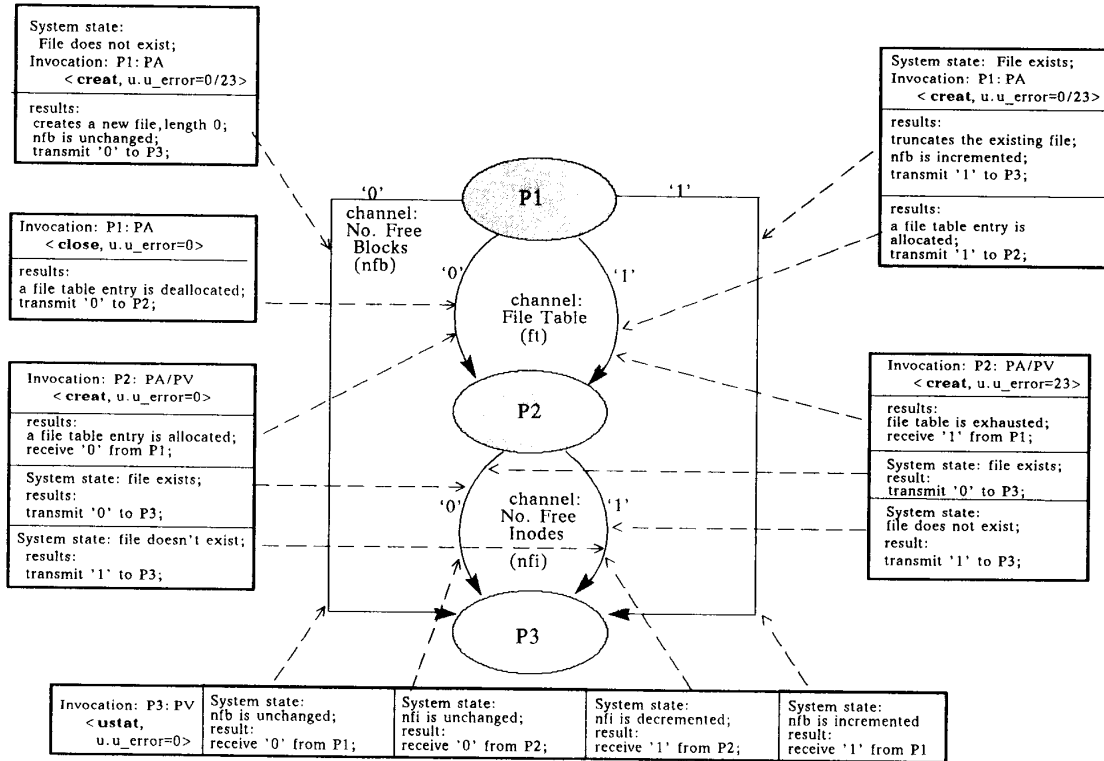 System state:
File does not exist;
Invocation: P1: PA
< creat, u.u_error=0/23>
results:
creates a new file, length 0;
nfb is unchanged;
transmit '0' to P3;
System state: File exists;
Invocation: P1: PA
< creat, u.u_error=0/23>
results:
truncates the existing file;
nfb is incremented;
transmit '1' to P3;
results:
a file table entry is
allocated;
transmit '1' to P2;
Invocation: P1: PA
< close, u.u_error=0>
results:
a file table entry is deallocated;
transmit '0' to P2;
P1
'0'
'1'
channel:
No. Free
Blocks
(nfb)
'0'
'1'
channel:
File Table
(ft)
Invocation: P2: PA/PV
< creat, u.u_error=0>
results:
a file table entry is allocated;
receive '0' from P1;
System state: file exists;
results:
transmit '0' to P3;
System state: file doesn't exist;
results:
transmit '1' to P3;
P2
Invocation: P2: PA/PV
< creat, u.u_error=23>
results:
file table is exhausted;
receive '1' from P1;
System state: file exists;
result:
transmit '0' to P3;
System state:
file does not exist;
result:
transmit '1' to P3;
'0'
'1'
channel:
No. Free
Inodes
(nfi)
P3
Invocation: P3: PV
< ustat,
u.u_error=0>
System state:
nfb is unchanged;
result:
receive '0' from P1;
System state:
nfi is unchanged;
result:
receive '0' from P2;
System state:
nfi is decremented;
result:
receive '1' from P2;
System state:
nfb is incremented
result:
receive '1' from P1